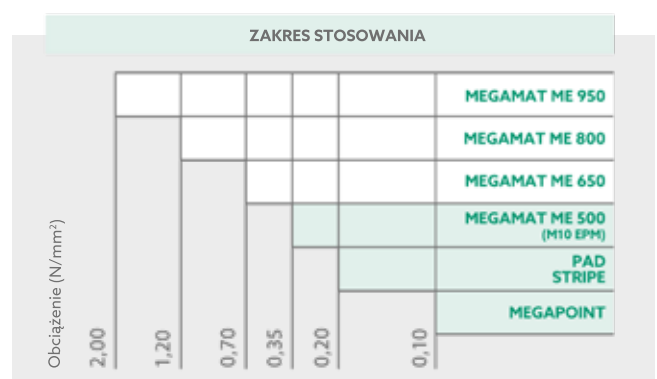 ZAKRES STOSOWANIA
MEGAMAT ME 950
MEGAMAT ME 800
MEGAMAT ME 650
MEGAMAT ME 500
(M10 EPM)
PAD
STRIPE
MEGAPOINT
Obciążenie (N/mm²)
2,00
1,20
0,70
0,35
0,20
0,10